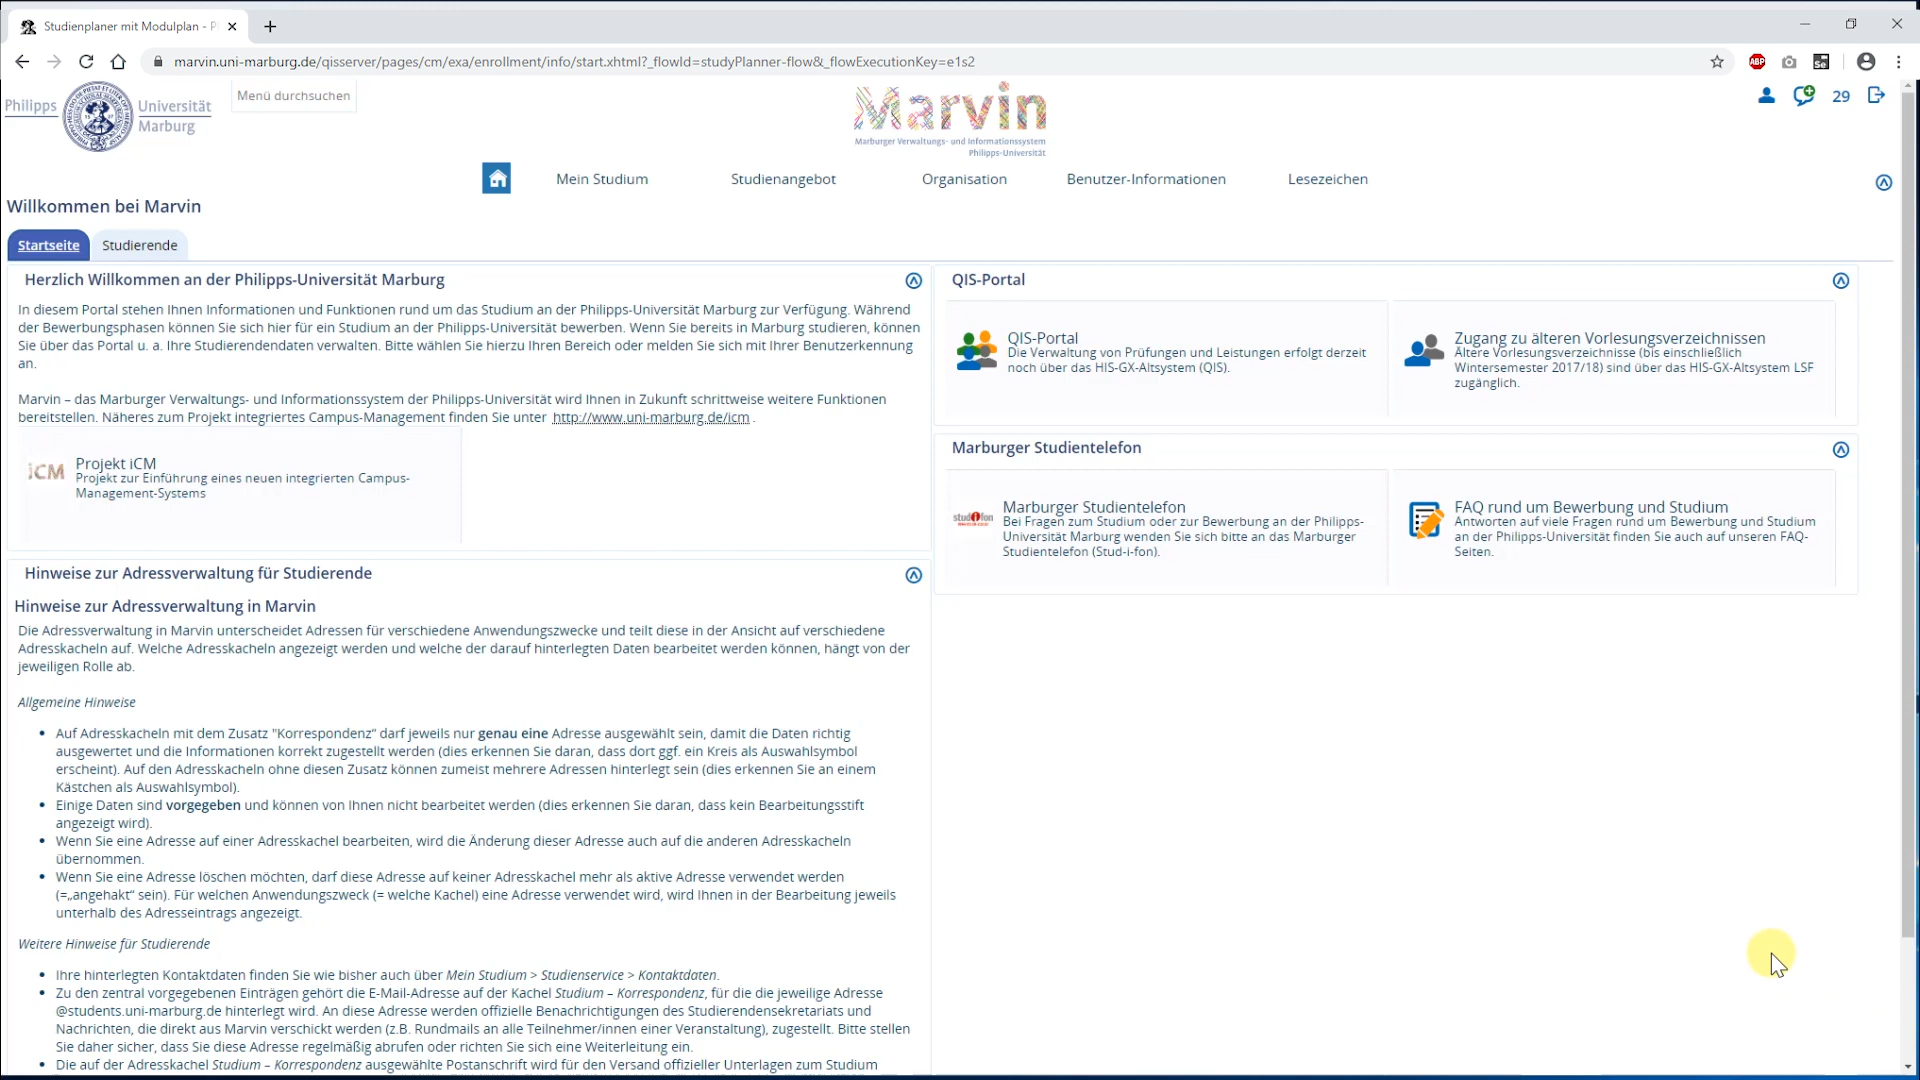 Studienplaner mit Modulplan - P
marvin.uni-marburg.de/qisserver/pages/cm/exa/enrollment/info/start.xhtml?_flowId=studyPlanner-flow&_flowExecutionKey=e1s2
ABP
Se
Philipps
Universität
Marburg
Menü durchsuchen
Marvin
Marburger Verwaltungs- und Informationssystem
Philipps-Universität
29
Mein Studium
Studienangebot
Organisation
Benutzer-Informationen
Lesezeichen
Willkommen bei Marvin
Startseite
Studierende
Herzlich Willkommen an der Philipps-Universität Marburg
In diesem Portal stehen Ihnen Informationen und Funktionen rund um das Studium an der Philipps-Universität Marburg zur Verfügung. Während
der Bewerbungsphasen können Sie sich hier für ein Studium an der Philipps-Universität bewerben. Wenn Sie bereits in Marburg studieren, können
Sie über das Portal u. a. Ihre Studierendendaten verwalten. Bitte wählen Sie hierzu Ihren Bereich oder melden Sie sich mit Ihrer Benutzerkennung
an.
Marvin – das Marburger Verwaltungs- und Informationssystem der Philipps-Universität wird Ihnen in Zukunft schrittweise weitere Funktionen
bereitstellen. Näheres zum Projekt integriertes Campus-Management finden Sie unter http://www.uni-marburg.de/icm .
iCM
Projekt iCM
Projekt zur Einführung eines neuen integrierten Campus-
Management-Systems
Hinweise zur Adressverwaltung für Studierende
Hinweise zur Adressverwaltung in Marvin
Die Adressverwaltung in Marvin unterscheidet Adressen für verschiedene Anwendungszwecke und teilt diese in der Ansicht auf verschiedene
Adresskacheln auf. Welche Adresskacheln angezeigt werden und welche der darauf hinterlegten Daten bearbeitet werden können, hängt von der
jeweiligen Rolle ab.
Allgemeine Hinweise
• Auf Adresskacheln mit dem Zusatz "Korrespondenz“ darf jeweils nur genau eine Adresse ausgewählt sein, damit die Daten richtig
ausgewertet und die Informationen korrekt zugestellt werden (dies erkennen Sie daran, dass dort ggf. ein Kreis als Auswahlsymbol
erscheint). Auf den Adresskacheln ohne diesen Zusatz können zumeist mehrere Adressen hinterlegt sein (dies erkennen Sie an einem
Kästchen als Auswahlsymbol).
• Einige Daten sind vorgegeben und können von Ihnen nicht bearbeitet werden (dies erkennen Sie daran, dass kein Bearbeitungsstift
angezeigt wird).
• Wenn Sie eine Adresse auf einer Adresskachel bearbeiten, wird die Änderung dieser Adresse auch auf die anderen Adresskacheln
übernommen.
• Wenn Sie eine Adresse löschen möchten, darf diese Adresse auf keiner Adresskachel mehr als aktive Adresse verwendet werden
(=„angehakt“ sein). Für welchen Anwendungszweck (= welche Kachel) eine Adresse verwendet wird, wird Ihnen in der Bearbeitung jeweils
unterhalb des Adresseintrags angezeigt.
Weitere Hinweise für Studierende
• Ihre hinterlegten Kontaktdaten finden Sie wie bisher auch über Mein Studium > Studienservice > Kontaktdaten.
• Zu den zentral vorgegebenen Einträgen gehört die E-Mail-Adresse auf der Kachel Studium – Korrespondenz, für die die jeweilige Adresse
@students.uni-marburg.de hinterlegt wird. An diese Adresse werden offizielle Benachrichtigungen des Studierendensekretariats und
Nachrichten, die direkt aus Marvin verschickt werden (z.B. Rundmails an alle Teilnehmer/innen einer Veranstaltung), zugestellt. Bitte stellen
Sie daher sicher, dass Sie diese Adresse regelmäßig abrufen oder richten Sie sich eine Weiterleitung ein.
• Die auf der Adresskachel Studium – Korrespondenz ausgewählte Postanschrift wird für den Versand offizieller Unterlagen zum Studium
QIS-Portal
QIS-Portal
Die Verwaltung von Prüfungen und Leistungen erfolgt derzeit
noch über das HIS-GX-Altsystem (QIS).
Zugang zu älteren Vorlesungsverzeichnissen
Ältere Vorlesungsverzeichnisse (bis einschließlich
Wintersemester 2017/18) sind über das HIS-GX-Altsystem LSF
zugänglich.
Marburger Studientelefon
studifon
Marburger Studientelefon
Bei Fragen zum Studium oder zur Bewerbung an der Philipps-
Universität Marburg wenden Sie sich bitte an das Marburger
Studientelefon (Stud-i-fon).
FAQ rund um Bewerbung und Studium
Antworten auf viele Fragen rund um Bewerbung und Studium
an der Philipps-Universität finden Sie auch auf unseren FAQ-
Seiten.